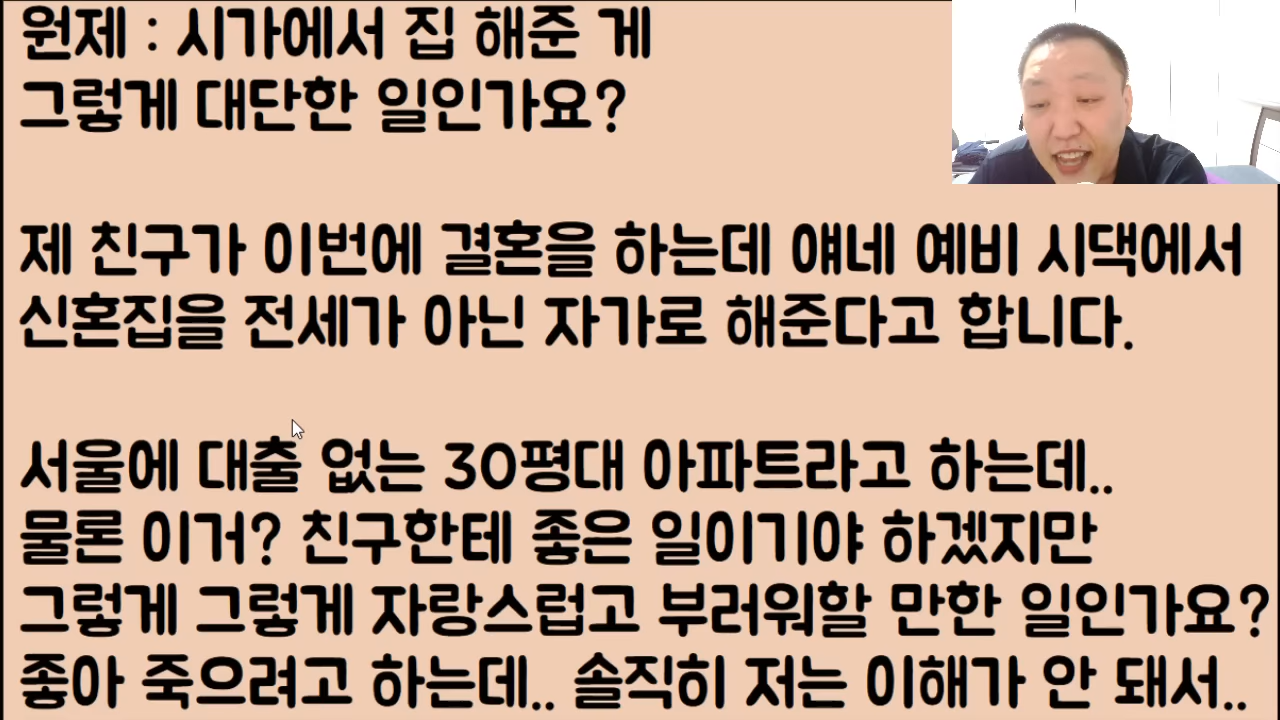 원제 : 시가에서 집 해준 게
그렇게 대단한 일인가요?
제 친구가 이번에 결혼을 하는데 얘네 예비 시댁에서
신혼집을 전세가 아닌 자가로 해준다고 합니다.
서울에 대출 없는 30평대 아파트라고 하는데..
물론 이거? 친구한테 좋은 일이기야 하겠지만
그렇게 그렇게 자랑스럽고 부러워할 만한 일인가요?
좋아 죽으려고 하는데.. 솔직히 저는 이해가 안 돼서..